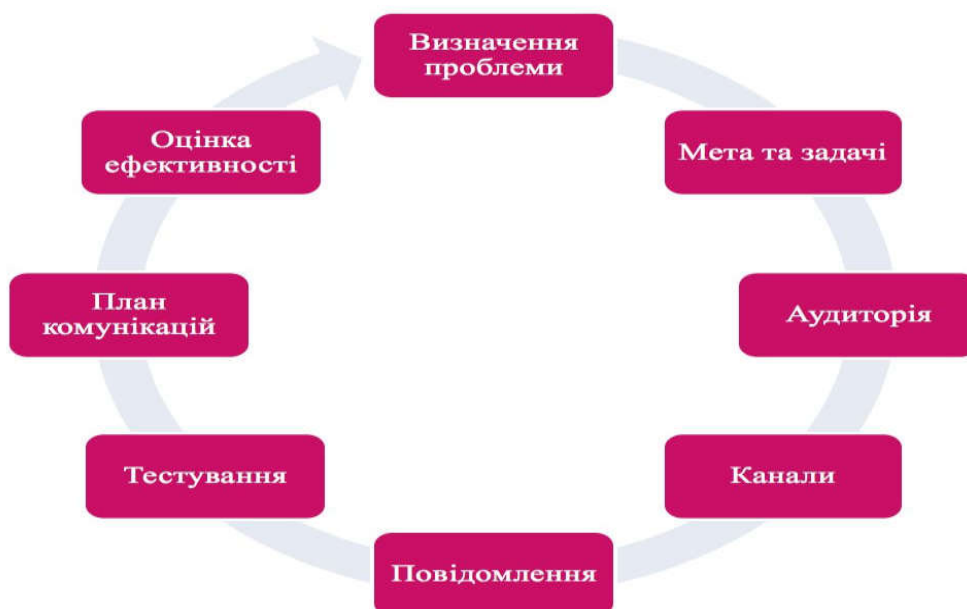 Визначення
проблеми
Мета та задачі
Аудиторія
Канали
Повідомлення
Тестування
План
комунікацій
Оцінка
ефективності